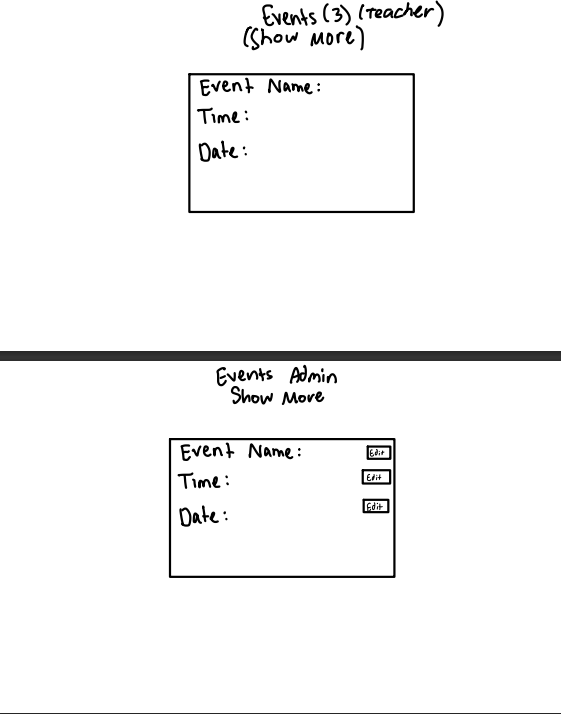 Events (3) (teacher)
(Show More)
Event Name:
Time:
Date:
Events Admin
Show More
Event Name: Edit
Time: Edit
Date: Edit